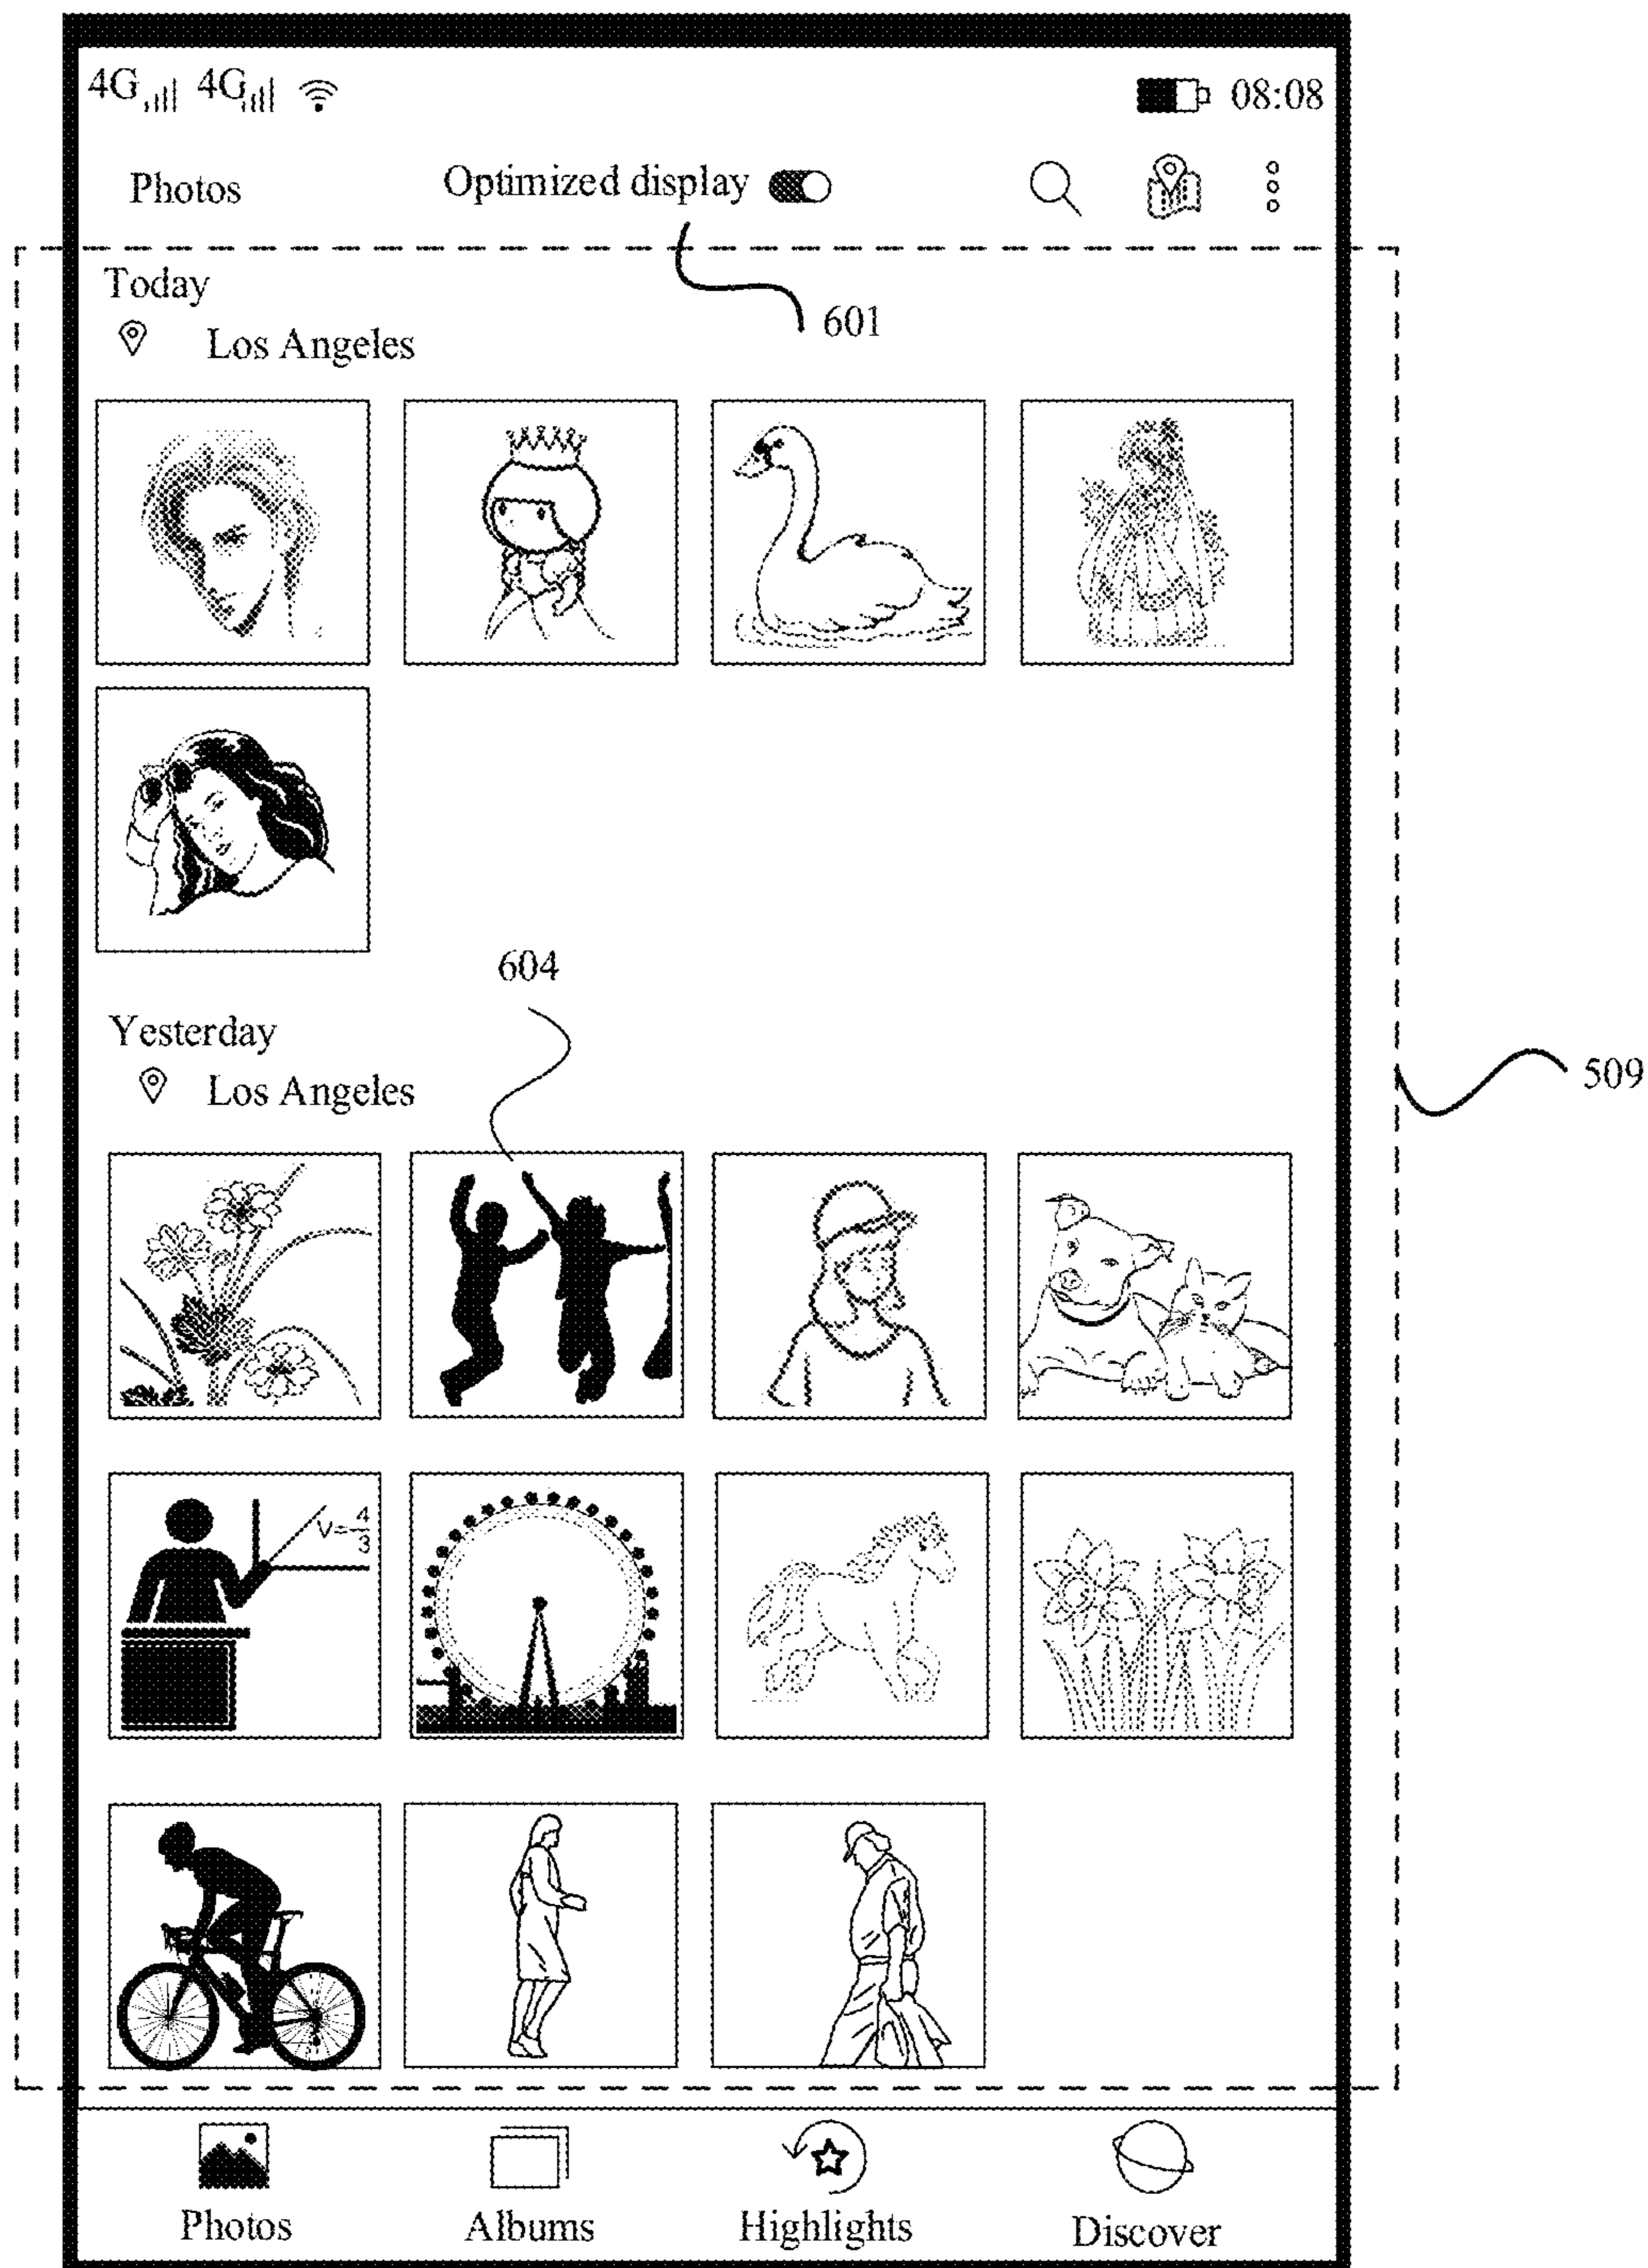 4G 4G 08:08
Photos Optimized display
Today
601
Los Angeles
604
Yesterday
509
Los Angeles
V=4/3
Photos Albums Highlights Discover